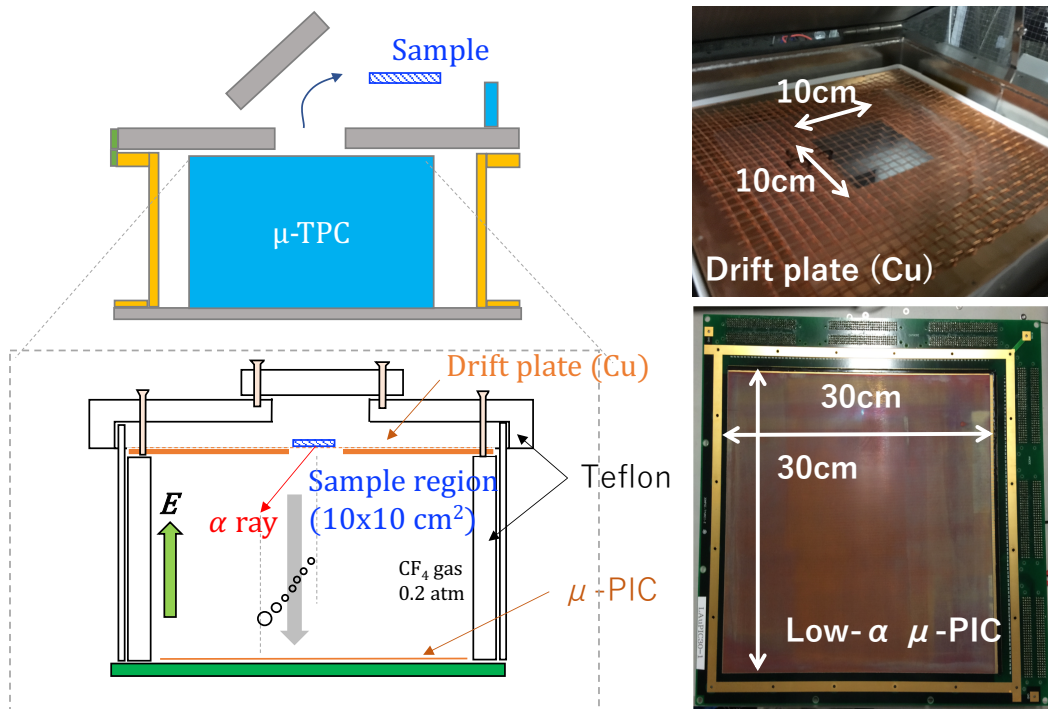 Sample
μ-TPC
Drift plate (Cu)
Teflon
Sample region
(10x10 cm²)
α ray
E
CF₄ gas
0.2 atm
μ-PIC
10cm
10cm
Drift plate (Cu)
30cm
30cm
Low-α μ-PIC